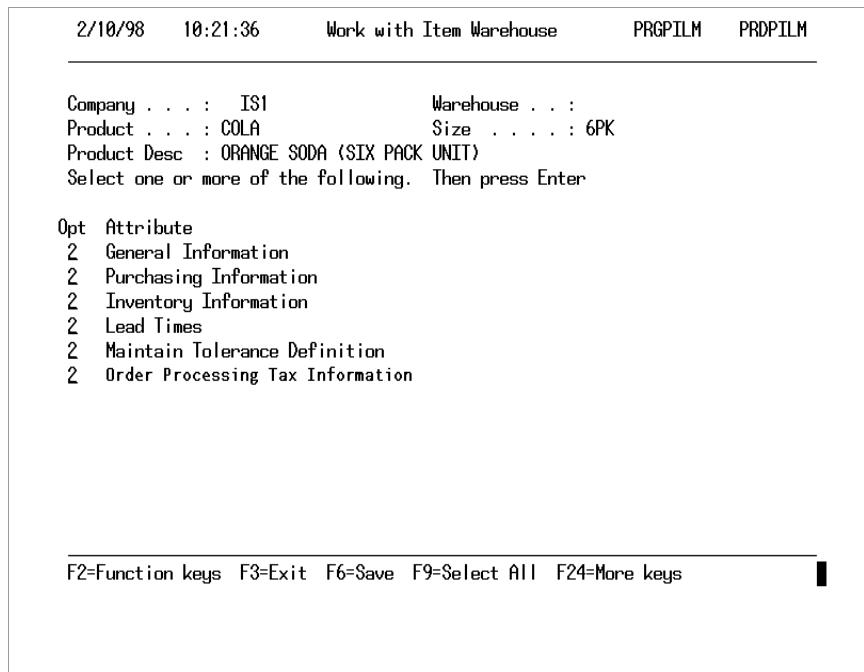 2/10/98 10:21:36 Work with Item Warehouse PRGPILM PRDPILM
Company . . . : IS1 Warehouse . . :
Product . . . : COLA Size . . . . : 6PK
Product Desc : ORANGE SODA (SIX PACK UNIT)
Select one or more of the following. Then press Enter
Opt Attribute
2 General Information
2 Purchasing Information
2 Inventory Information
2 Lead Times
2 Maintain Tolerance Definition
2 Order Processing Tax Information
F2=Function keys F3=Exit F6=Save F9=Select All F24=More keys